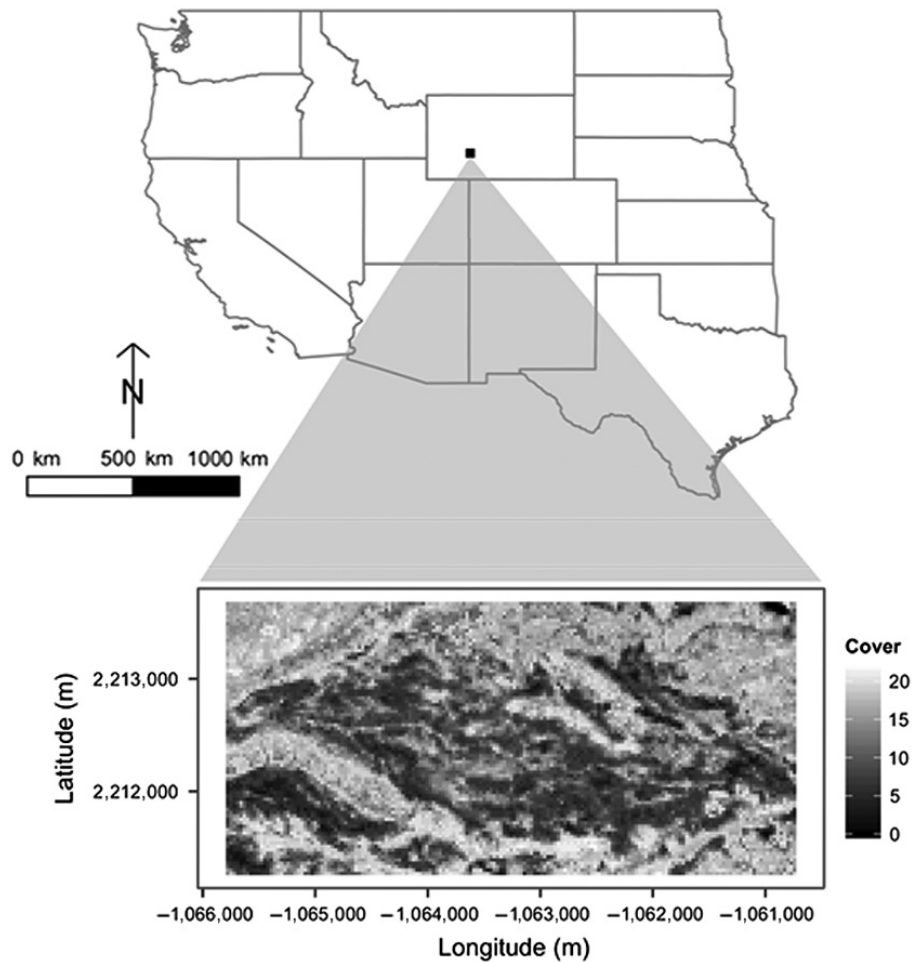 N
0 km 500 km 1000 km
Cover
20
15
10
5
0
2,213,000
2,212,000
Latitude (m)
−1,066,000 −1,065,000 −1,064,000 −1,063,000 −1,062,000 −1,061,000
Longitude (m)